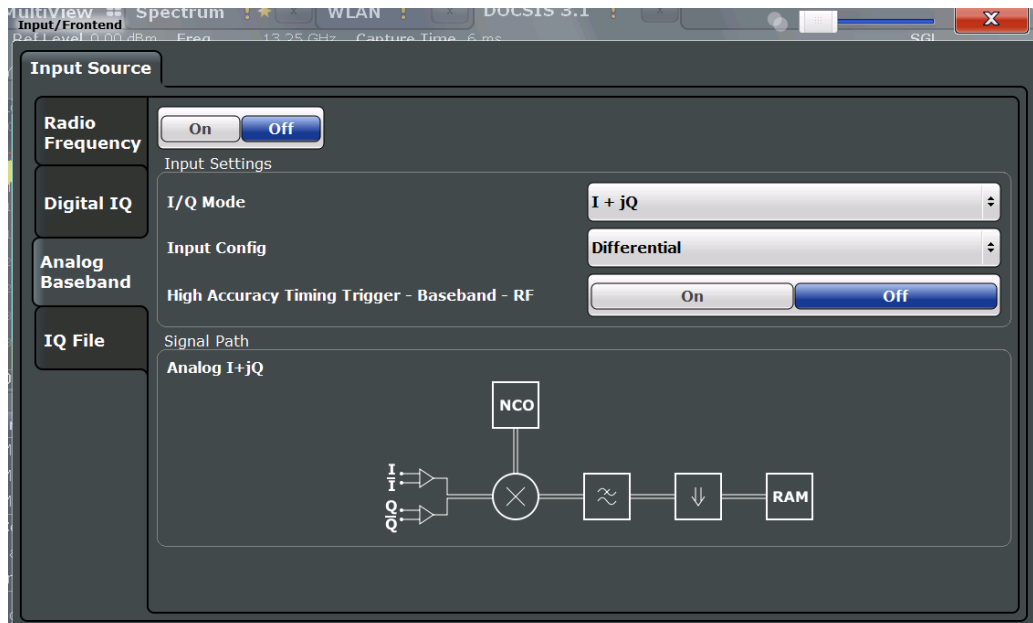 MultiView Spectrum ! WLAN ! x DOCSIS 3.1 ! x
Input/Frontend X
Ref Level 0.00 dBm Freq 13.25 GHz Capture Time 6 ms SGL
Input Source
Radio
Frequency
On Off
Input Settings
Digital IQ
I/Q Mode I + jQ
Input Config Differential
Analog
Baseband
High Accuracy Timing Trigger - Baseband - RF On Off
IQ File
Signal Path
Analog I+jQ
NCO
I
I
Q
Q
RAM